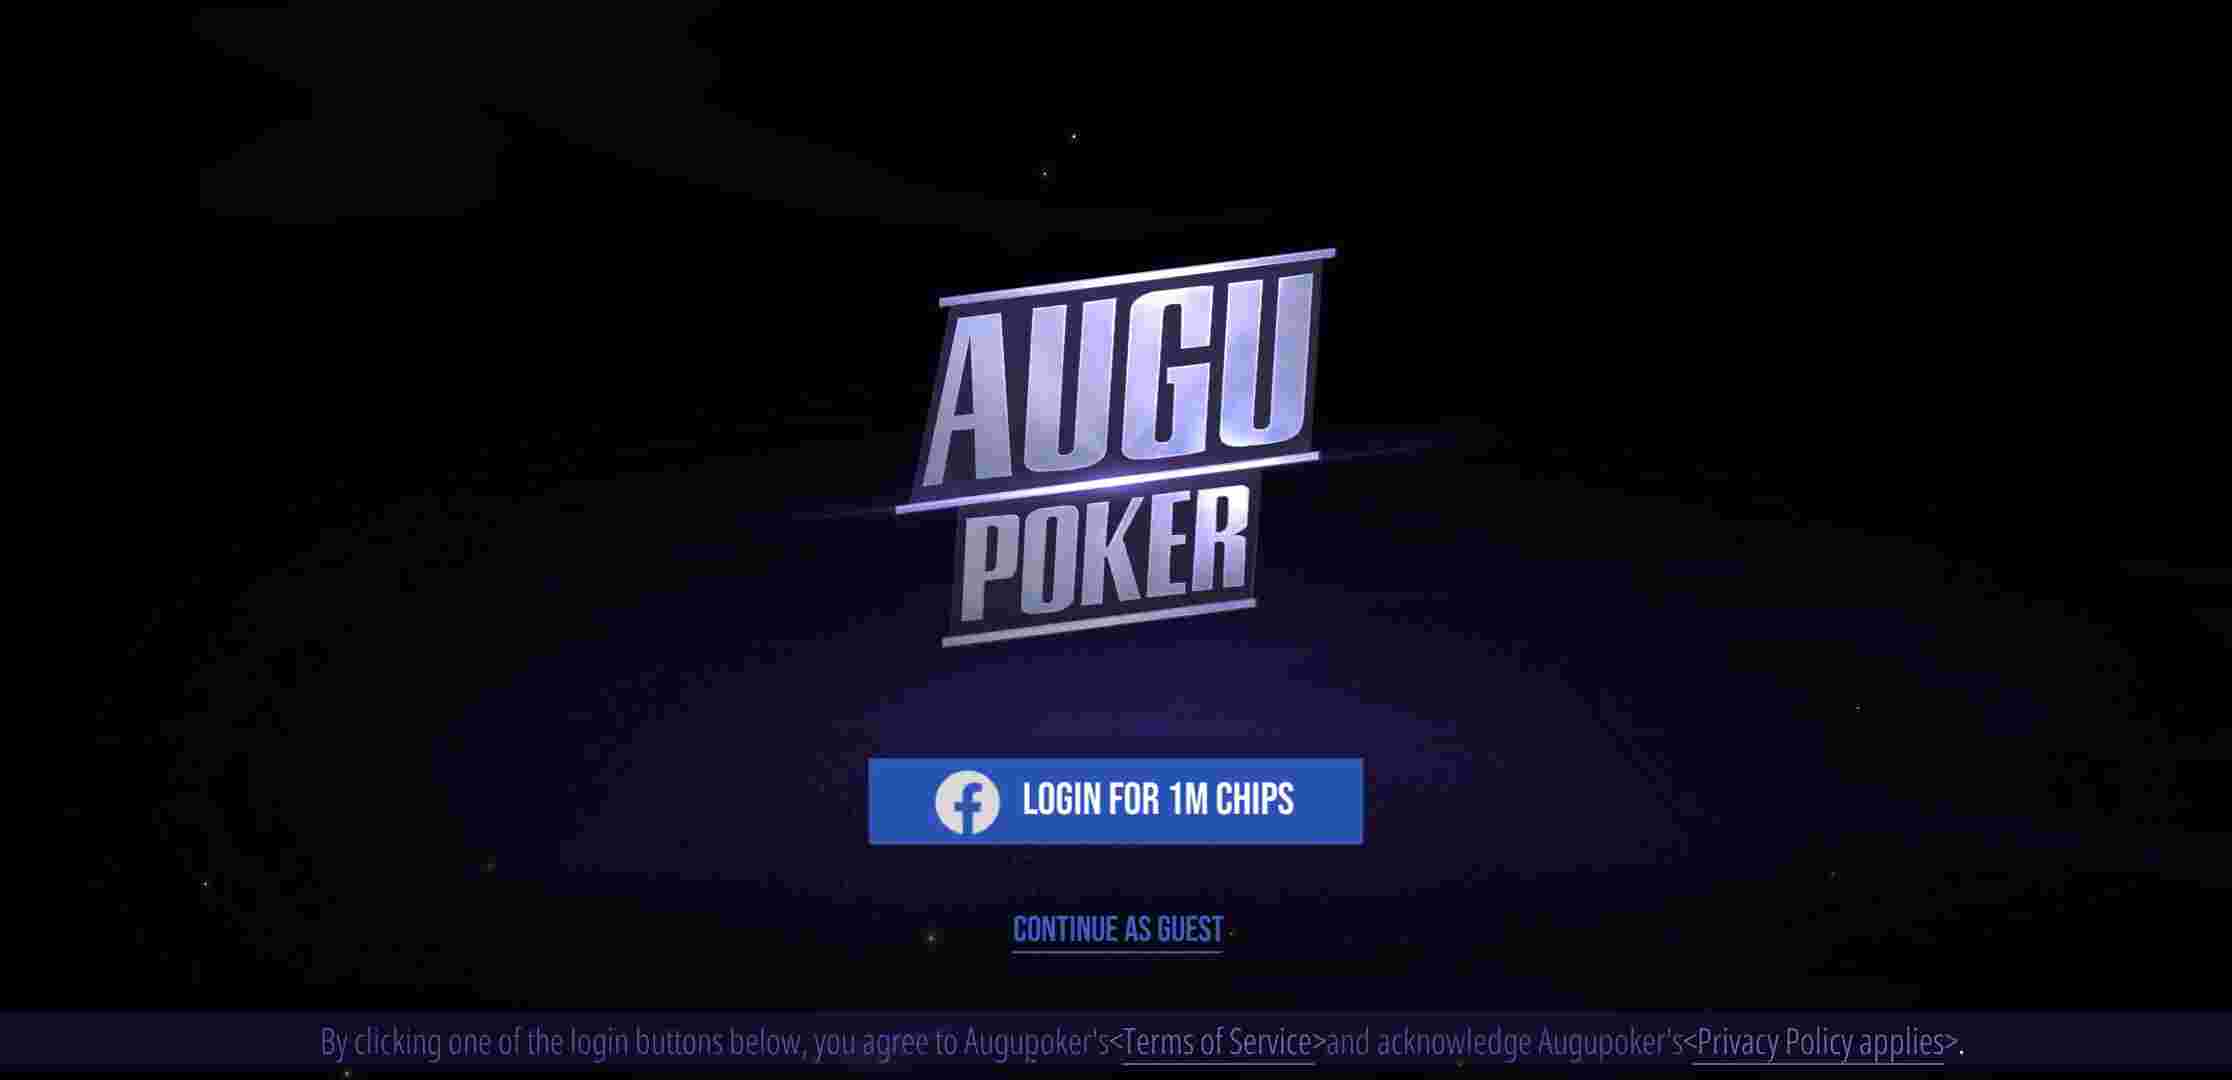 AUGU
POKER
LOGIN FOR 1M CHIPS
CONTINUE AS GUEST
By clicking one of the login buttons below, you agree to Augupoker's<Terms of Service>and acknowledge Augupoker's<Privacy Policy applies>.